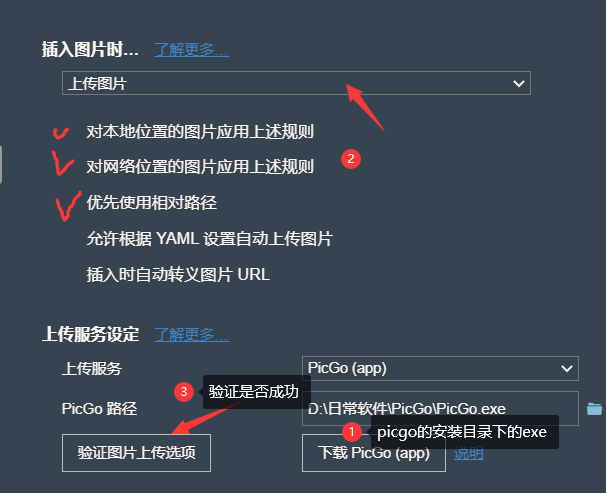 插入图片时... 了解更多...
上传图片
对本地位置的图片应用上述规则
对网络位置的图片应用上述规则
2
优先使用相对路径
允许根据 YAML 设置自动上传图片
插入时自动转义图片 URL
上传服务设定 了解更多...
上传服务 PicGo (app)
3 验证是否成功
PicGo 路径 D:\日常软件\PicGo\PicGo.exe
1 picgo的安装目录下的exe
验证图片上传选项 下载 PicGo (app) 说明